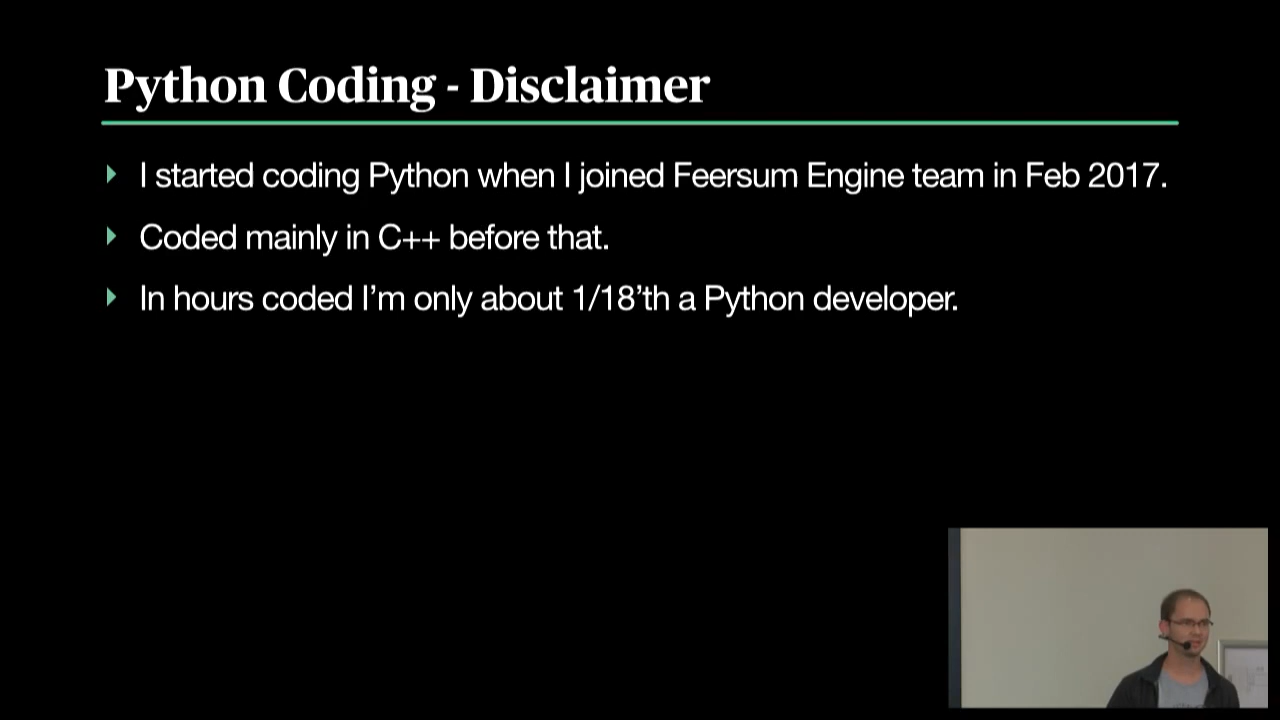 Python Coding - Disclaimer
I started coding Python when I joined Feersum Engine team in Feb 2017.
Coded mainly in C++ before that.
In hours coded I'm only about 1/18'th a Python developer.